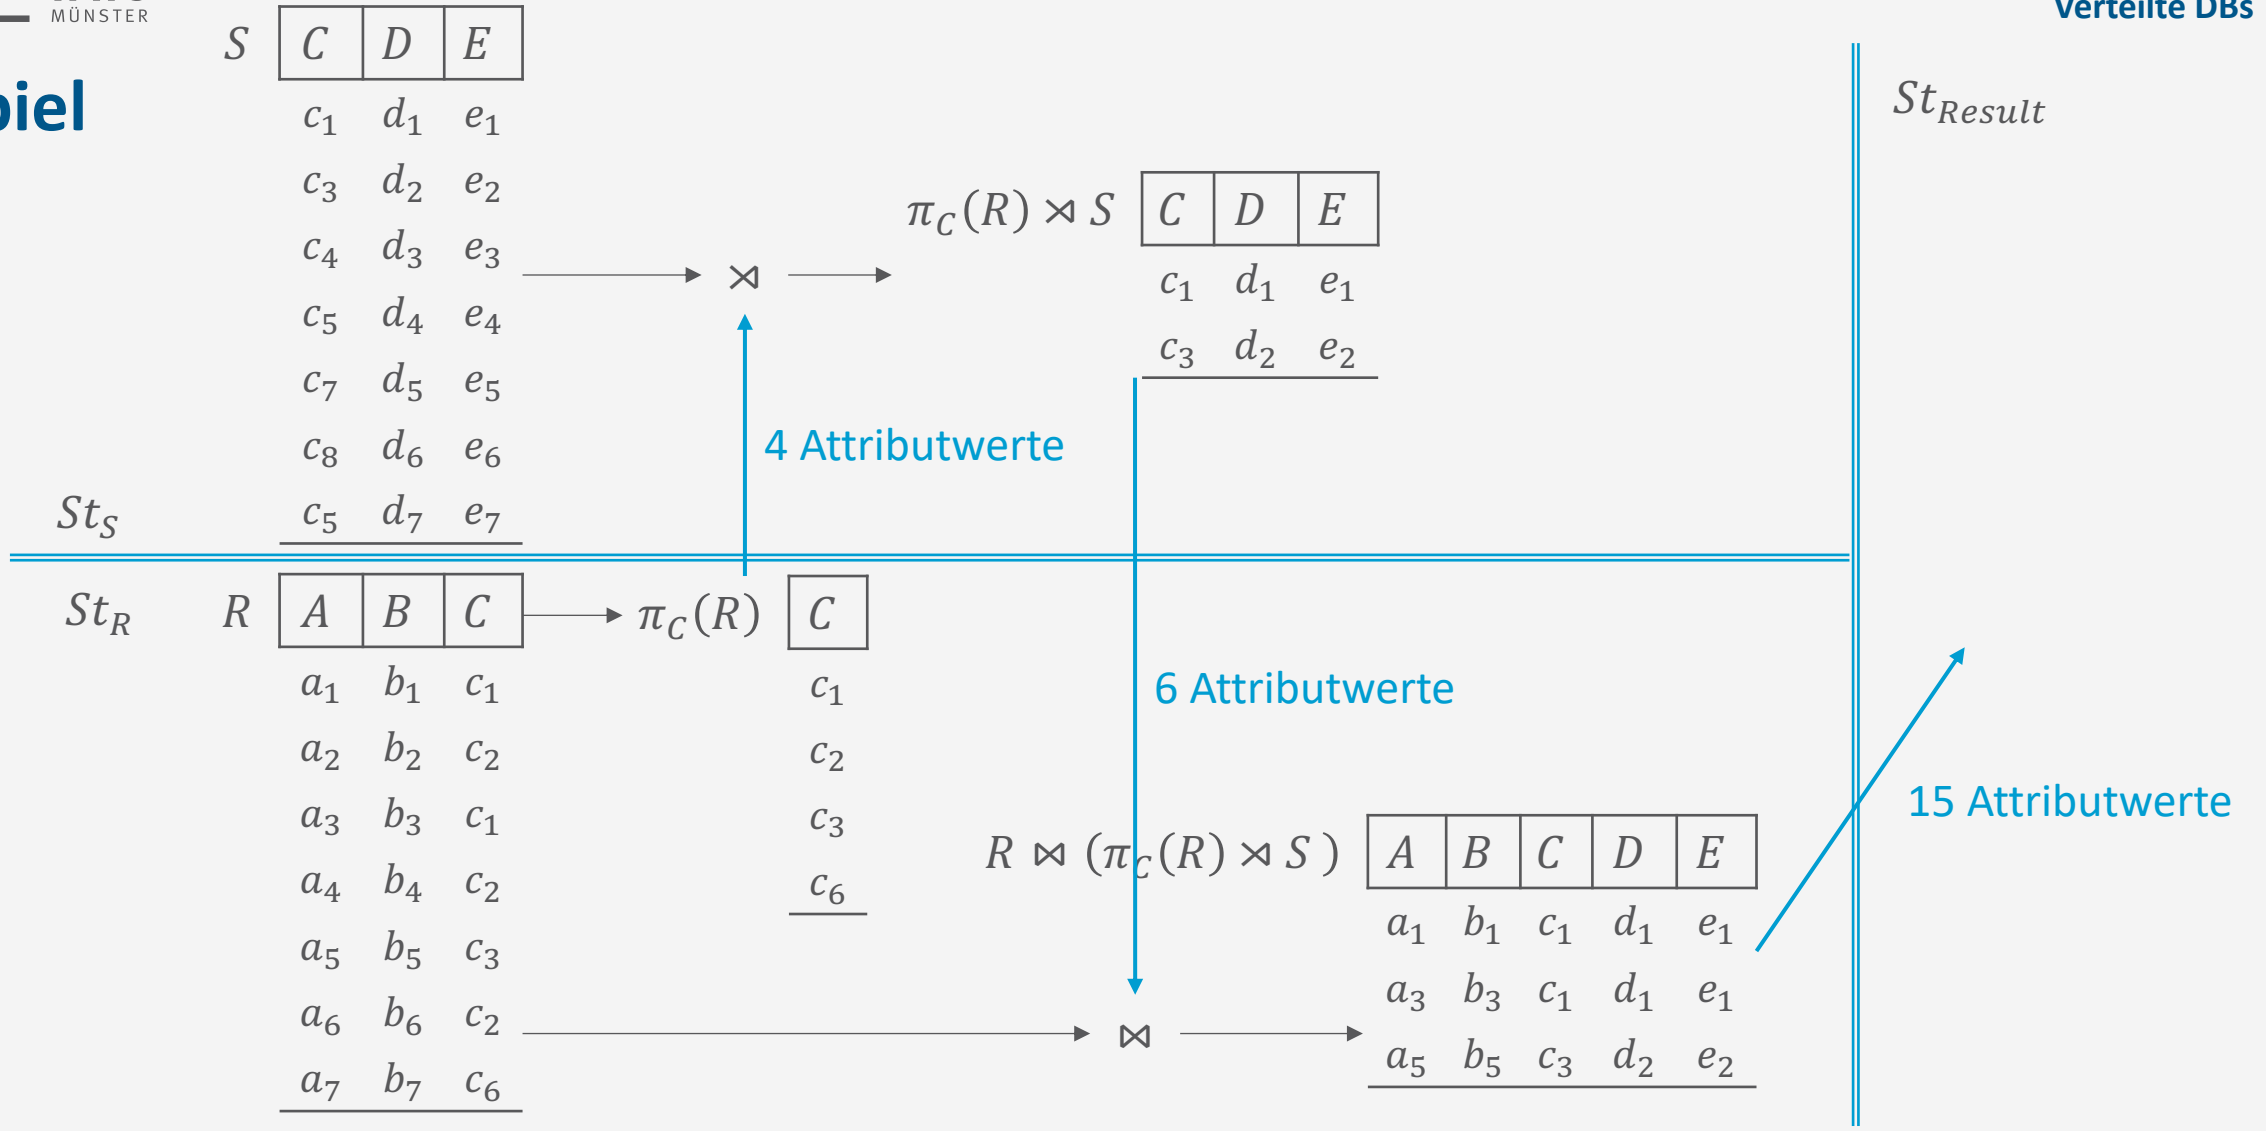 MÜNSTER
Verteilte DBs
piel
S C D E
c₁ d₁ e₁
c₃ d₂ e₂
c₄ d₃ e₃
c₅ d₄ e₄
c₇ d₅ e₅
c₈ d₆ e₆
c₅ d₇ e₇
St_S
⋊
4 Attributwerte
π_C(R) ⋊ S C D E
c₁ d₁ e₁
c₃ d₂ e₂
St_Result
St_R
R A B C
a₁ b₁ c₁
a₂ b₂ c₂
a₃ b₃ c₁
a₄ b₄ c₂
a₅ b₅ c₃
a₆ b₆ c₂
a₇ b₇ c₆
π_C(R) C
c₁
c₂
c₃
c₆
6 Attributwerte
⋈
R ⋈ (π_C(R) ⋊ S ) A B C D E
a₁ b₁ c₁ d₁ e₁
a₃ b₃ c₁ d₁ e₁
a₅ b₅ c₃ d₂ e₂
15 Attributwerte